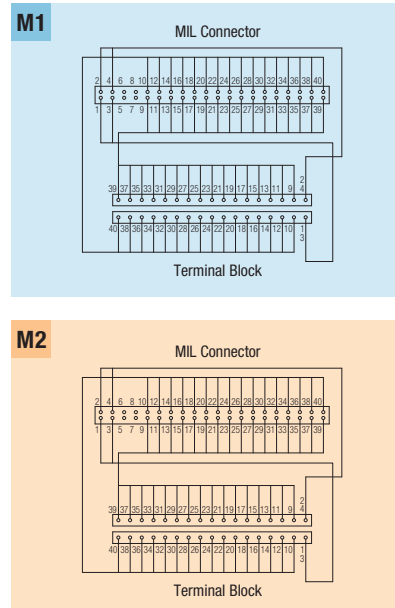 M1
MIL Connector
2 4 6 8 10 12 14 16 18 20 22 24 26 28 30 32 34 36 38 40
1 3 5 7 9 11 13 15 17 19 21 23 25 27 29 31 33 35 37 39
2
39 37 35 33 31 29 27 25 23 21 19 17 15 13 11 9 4
40 38 36 34 32 30 28 26 24 22 20 18 16 14 12 10 1
3
Terminal Block
M2
MIL Connector
2 4 6 8 10 12 14 16 18 20 22 24 26 28 30 32 34 36 38 40
1 3 5 7 9 11 13 15 17 19 21 23 25 27 29 31 33 35 37 39
2
39 37 35 33 31 29 27 25 23 21 19 17 15 13 11 9 4
40 38 36 34 32 30 28 26 24 22 20 18 16 14 12 10 1
3
Terminal Block